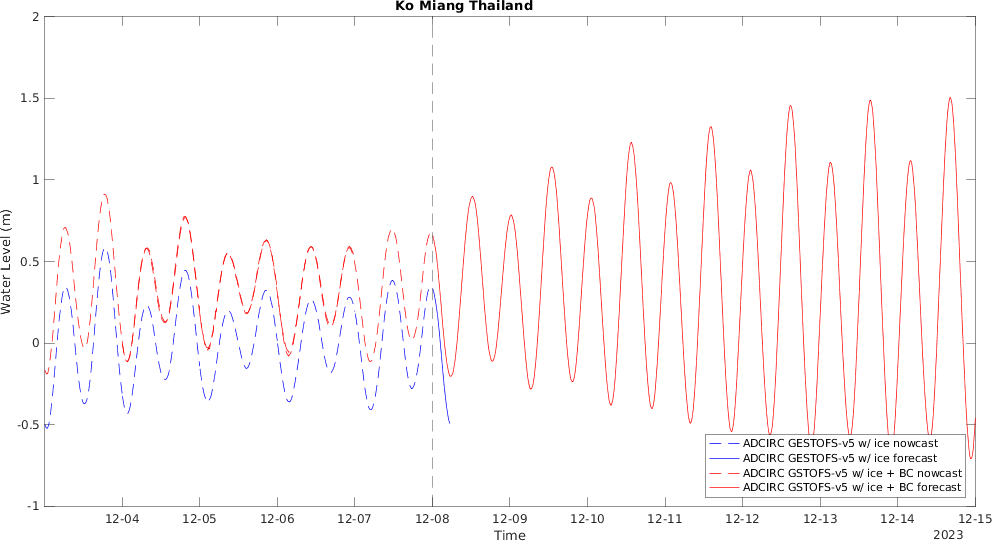 Ko Miang Thailand
Water Level (m)
2
1.5
1
0.5
0
-0.5
-1
ADCIRC GESTOFS-v5 w/ ice nowcast
ADCIRC GESTOFS-v5 w/ ice forecast
ADCIRC GSTOFS-v5 w/ ice + BC nowcast
ADCIRC GSTOFS-v5 w/ ice + BC forecast
12-04 12-05 12-06 12-07 12-08 12-09 12-10 12-11 12-12 12-13 12-14 12-15
Time
2023